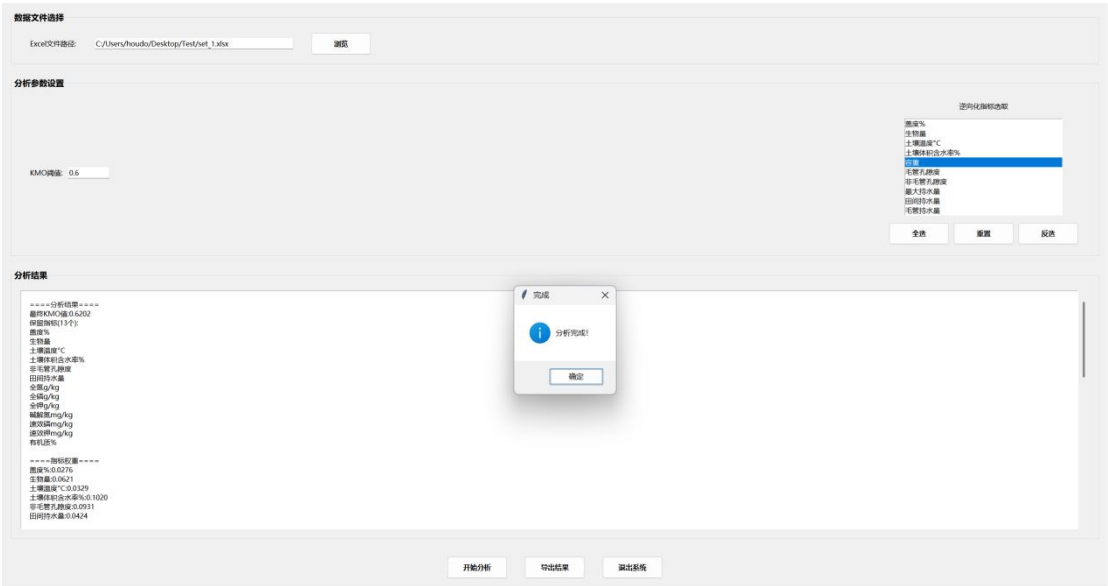 数据文件选择
Excel文件路径: C:/Users/houdo/Desktop/Test/set_1.xlsx 浏览
分析参数设置
逆向化指标选取
盖度%
生物量
土壤温度°C
土壤体积含水率%
容重
毛管孔隙度
非毛管孔隙度
最大持水量
田间持水量
毛管持水量
KMO阈值: 0.6
全选 重置 反选
分析结果
====分析结果====
最终KMO值:0.6202
保留指标(13个):
盖度%
生物量
土壤温度°C
土壤体积含水率%
非毛管孔隙度
田间持水量
全氮g/kg
全磷g/kg
全钾g/kg
碱解氮mg/kg
速效磷mg/kg
速效钾mg/kg
有机质%
====指标权重====
盖度%:0.0276
生物量:0.0621
土壤温度°C:0.0329
土壤体积含水率%:0.1020
非毛管孔隙度:0.0931
田间持水量:0.0424
完成
分析完成!
确定
开始分析 导出结果 退出系统